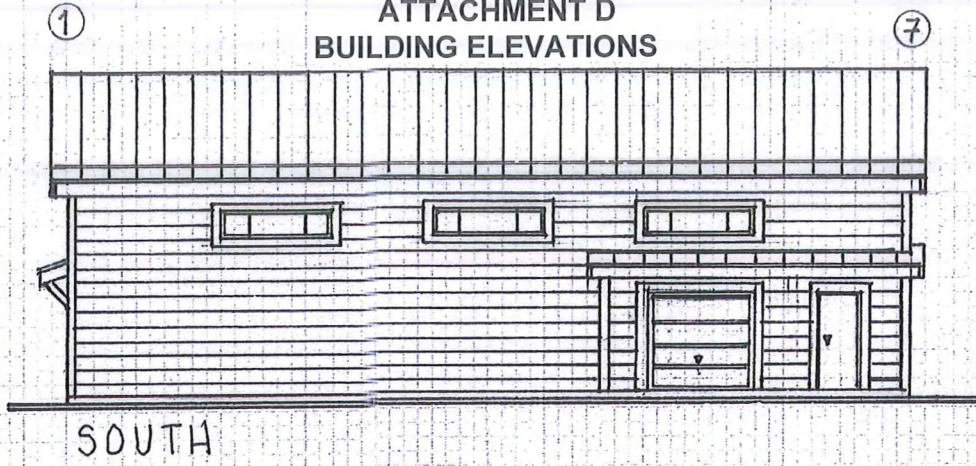 ATTACHMENT D
1
7
BUILDING ELEVATIONS
SOUTH